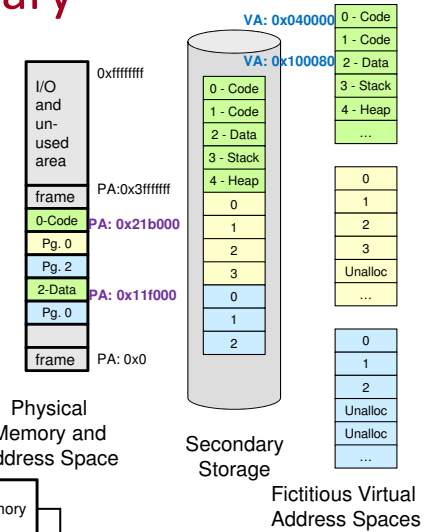 ary
VA: 0x040000
VA: 0x100080
0 - Code
1 - Code
2 - Data
3 - Stack
4 - Heap
...
0xffffffff
I/O
and
un-
used
area
frame
PA:0x3fffffff
0-Code
PA: 0x21b000
Pg. 0
Pg. 2
2-Data
PA: 0x11f000
Pg. 0
frame
PA: 0x0
0 - Code
1 - Code
2 - Data
3 - Stack
4 - Heap
0
1
2
3
0
1
2
0
1
2
3
Unalloc
...
0
1
2
Unalloc
Unalloc
...
Physical
Memory and
ddress Space
Secondary
Storage
Fictitious Virtual
Address Spaces
mory